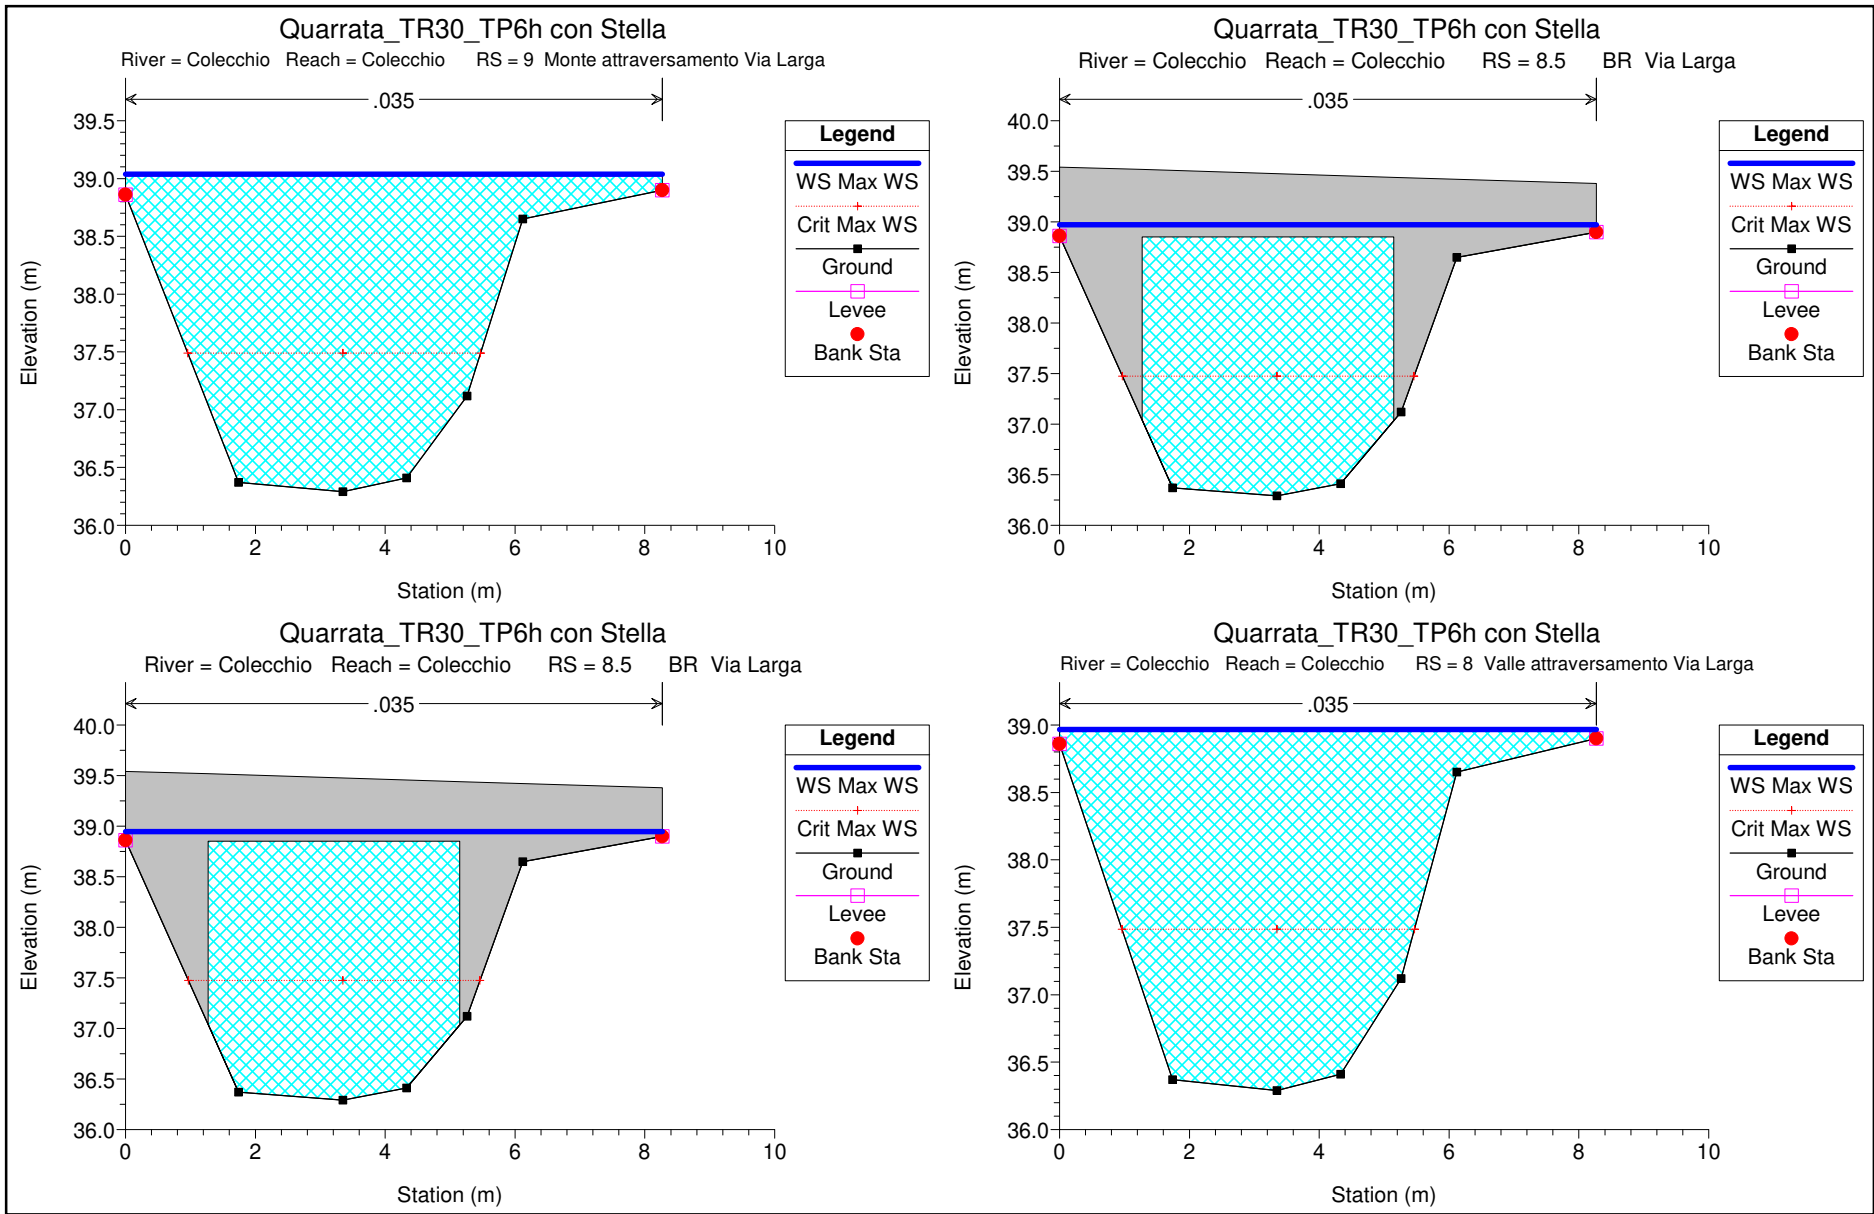 Quarrata_TR30_TP6h con Stella
River = Colecchio Reach = Colecchio RS = 9 Monte attraversamento Via Larga
.035
39.5
39.0
38.5
38.0
37.5
37.0
36.5
36.0
Elevation (m)
0 2 4 6 8 10
Station (m)
Legend
WS Max WS
Crit Max WS
Ground
Levee
Bank Sta
Quarrata_TR30_TP6h con Stella
River = Colecchio Reach = Colecchio RS = 8.5 BR Via Larga
.035
40.0
39.5
39.0
38.5
38.0
37.5
37.0
36.5
36.0
Elevation (m)
0 2 4 6 8 10
Station (m)
Legend
WS Max WS
Crit Max WS
Ground
Levee
Bank Sta
Quarrata_TR30_TP6h con Stella
River = Colecchio Reach = Colecchio RS = 8.5 BR Via Larga
.035
40.0
39.5
39.0
38.5
38.0
37.5
37.0
36.5
36.0
Elevation (m)
0 2 4 6 8 10
Station (m)
Legend
WS Max WS
Crit Max WS
Ground
Levee
Bank Sta
Quarrata_TR30_TP6h con Stella
River = Colecchio Reach = Colecchio RS = 8 Valle attraversamento Via Larga
.035
39.0
38.5
38.0
37.5
37.0
36.5
36.0
Elevation (m)
0 2 4 6 8 10
Station (m)
Legend
WS Max WS
Crit Max WS
Ground
Levee
Bank Sta